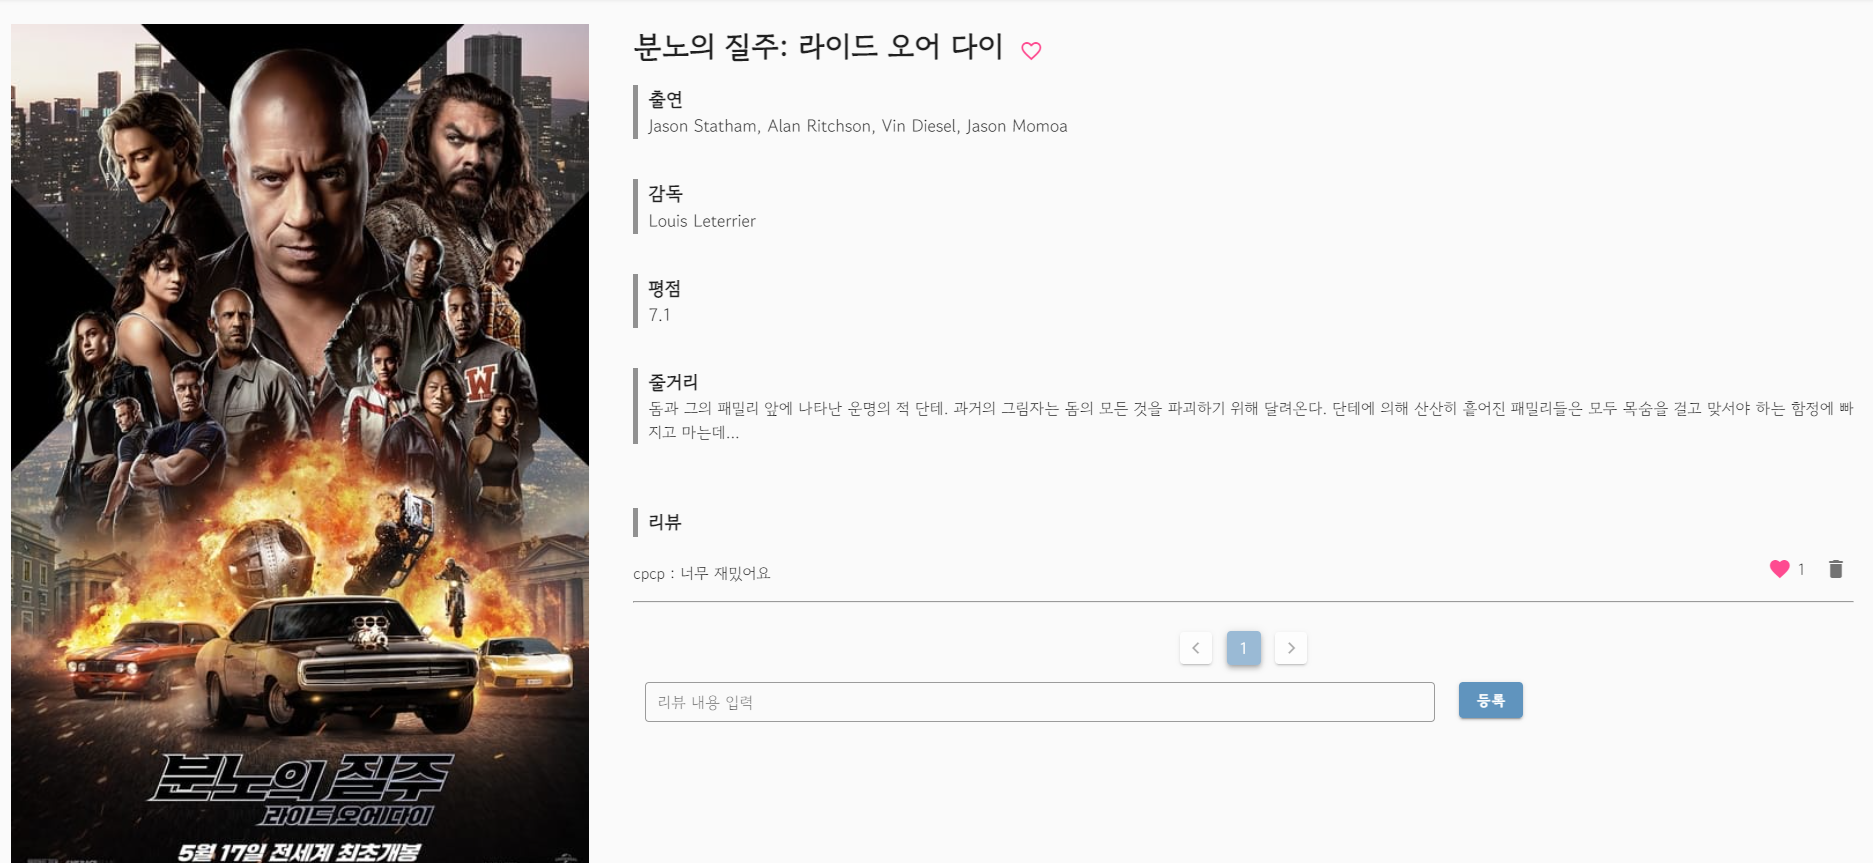 분노의 질주: 라이드 오어 다이
출연
Jason Statham, Alan Ritchson, Vin Diesel, Jason Momoa
감독
Louis Leterrier
평점
7.1
줄거리
돔과 그의 패밀리 앞에 나타난 운명의 적 단테. 과거의 그림자는 돔의 모든 것을 파괴하기 위해 달려온다. 단테에 의해 산산히 흩어진 패밀리들은 모두 목숨을 걸고 맞서야 하는 함정에 빠
지고 마는데...
리뷰
cpcp : 너무 재밌어요
1
1
리뷰 내용 입력
등록
W
분노의 질주
라이드 오어 다이
5월 17일 전세계 최초개봉